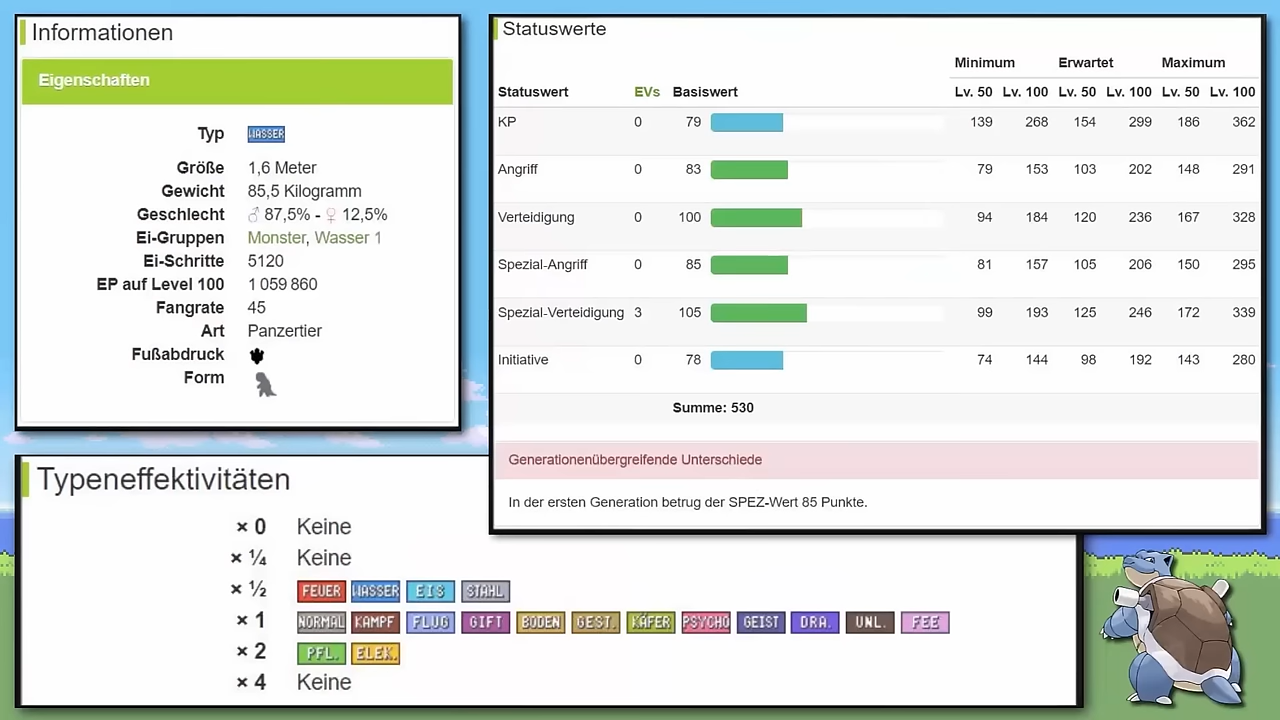 Informationen
Eigenschaften
Typ WASSER
Größe 1,6 Meter
Gewicht 85,5 Kilogramm
Geschlecht ♂ 87,5% - ♀ 12,5%
Ei-Gruppen Monster, Wasser 1
Ei-Schritte 5120
EP auf Level 100 1 059 860
Fangrate 45
Art Panzertier
Fußabdruck
Form
Statuswerte
Minimum Erwartet Maximum
Statuswert EVs Basiswert Lv. 50 Lv. 100 Lv. 50 Lv. 100 Lv. 50 Lv. 100
KP 0 79 139 268 154 299 186 362
Angriff 0 83 79 153 103 202 148 291
Verteidigung 0 100 94 184 120 236 167 328
Spezial-Angriff 0 85 81 157 105 206 150 295
Spezial-Verteidigung 3 105 99 193 125 246 172 339
Initiative 0 78 74 144 98 192 143 280
Summe: 530
Generationenübergreifende Unterschiede
In der ersten Generation betrug der SPEZ-Wert 85 Punkte.
Typeneffektivitäten
× 0 Keine
× ¼ Keine
× ½ FEUER WASSER EIS STAHL
× 1 NORMAL KAMPF FLUG GIFT BODEN GEST. KÄFER PSYCHO GEIST DRA. UNL. FEE
× 2 PFL. ELEK.
× 4 Keine